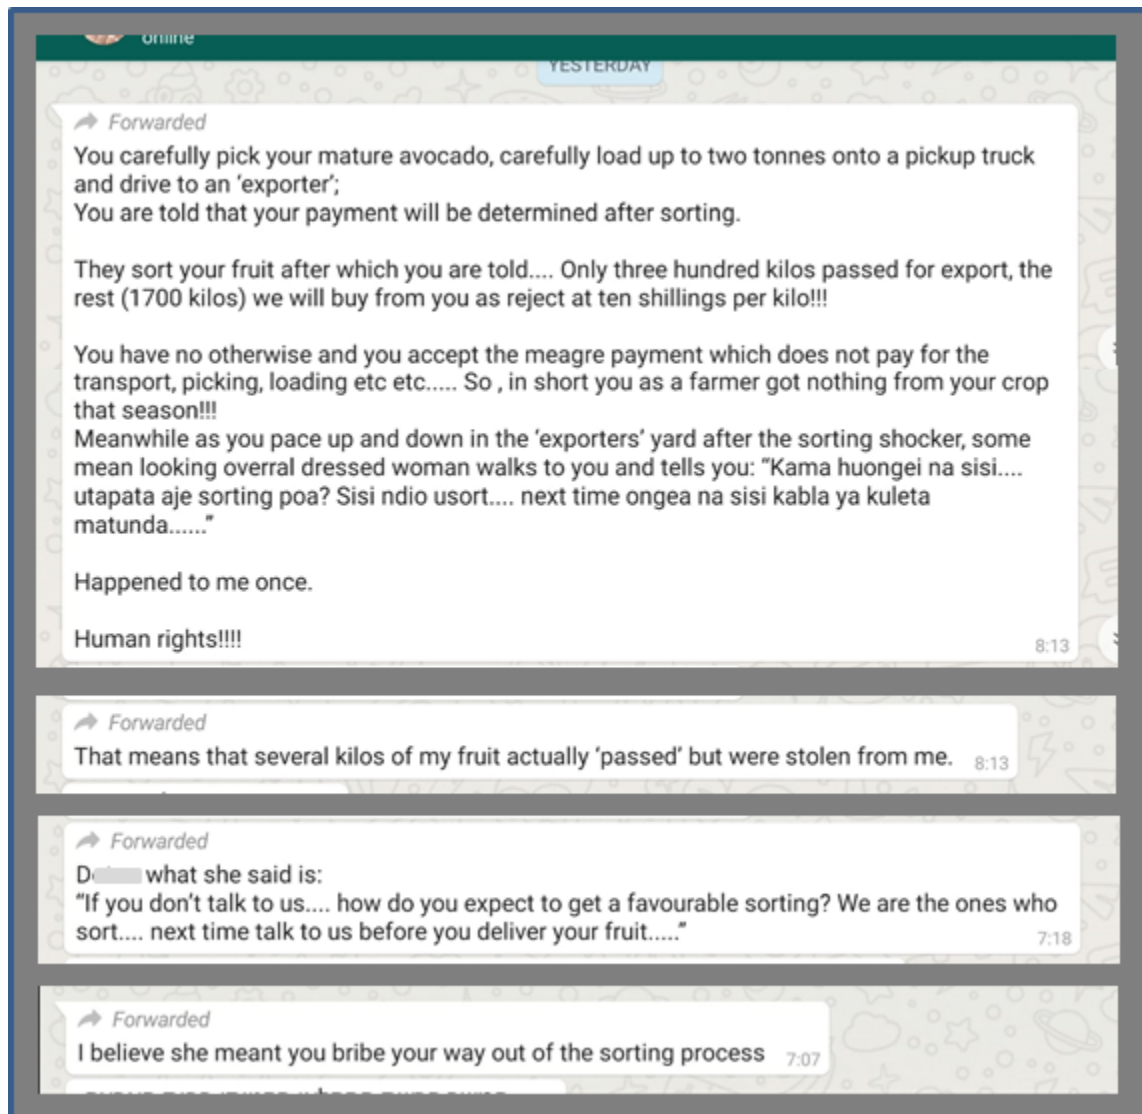 online
YESTERDAY
Forwarded
You carefully pick your mature avocado, carefully load up to two tonnes onto a pickup truck
and drive to an ‘exporter’;
You are told that your payment will be determined after sorting.
They sort your fruit after which you are told.... Only three hundred kilos passed for export, the
rest (1700 kilos) we will buy from you as reject at ten shillings per kilo!!!
You have no otherwise and you accept the meagre payment which does not pay for the
transport, picking, loading etc etc..... So , in short you as a farmer got nothing from your crop
that season!!!
Meanwhile as you pace up and down in the ‘exporters’ yard after the sorting shocker, some
mean looking overral dressed woman walks to you and tells you: “Kama huongei na sisi....
utapata aje sorting poa? Sisi ndio usort.... next time ongea na sisi kabla ya kuleta
matunda......”
Happened to me once.
Human rights!!!!
8:13
Forwarded
That means that several kilos of my fruit actually ‘passed’ but were stolen from me. 8:13
Forwarded
D what she said is:
“If you don’t talk to us.... how do you expect to get a favourable sorting? We are the ones who
sort.... next time talk to us before you deliver your fruit.....”
7:18
Forwarded
I believe she meant you bribe your way out of the sorting process 7:07